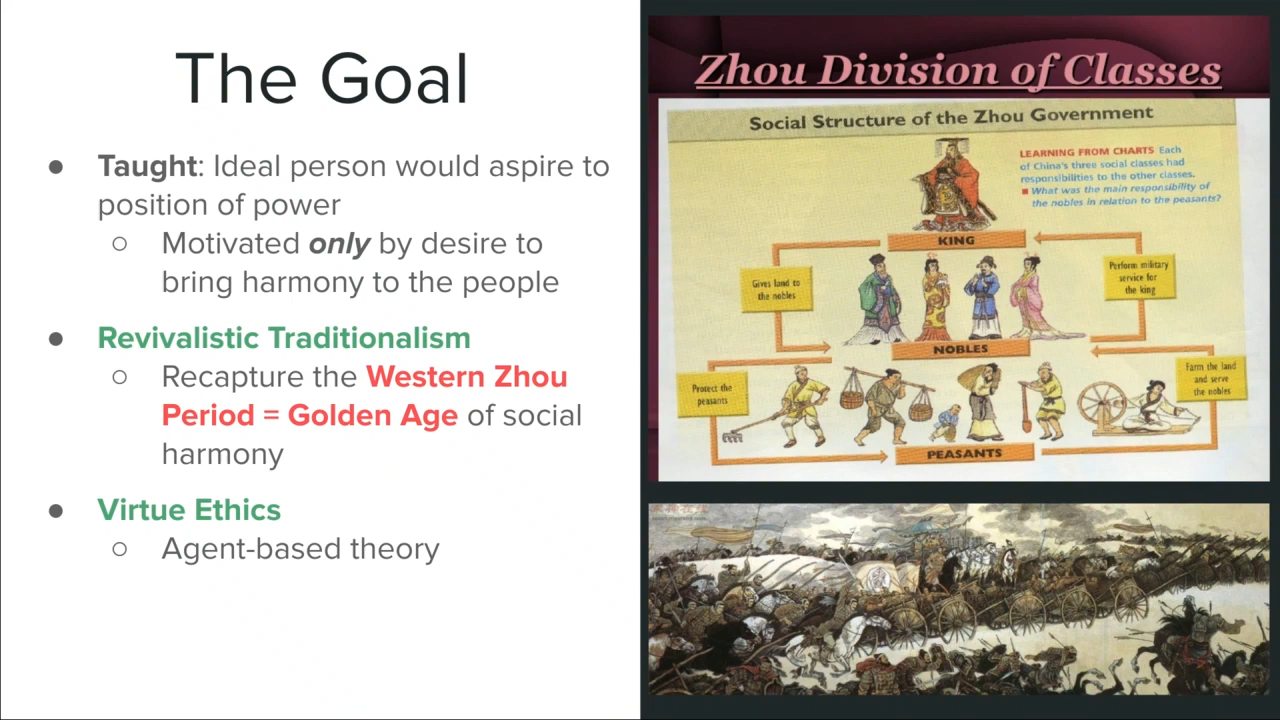 The Goal
● Taught: Ideal person would aspire to
position of power
○ Motivated only by desire to
bring harmony to the people
● Revivalistic Traditionalism
○ Recapture the Western Zhou
Period = Golden Age of social
harmony
● Virtue Ethics
○ Agent-based theory
Zhou Division of Classes
Social Structure of the Zhou Government
LEARNING FROM CHARTS Each
of China's three social classes had
responsibilities to the other classes.
■ What was the main responsibility of
the nobles in relation to the peasants?
KING
Gives land to
the nobles
Perform military
service for
the king
NOBLES
Protect the
peasants
Farm the land
and serve
the nobles
PEASANTS